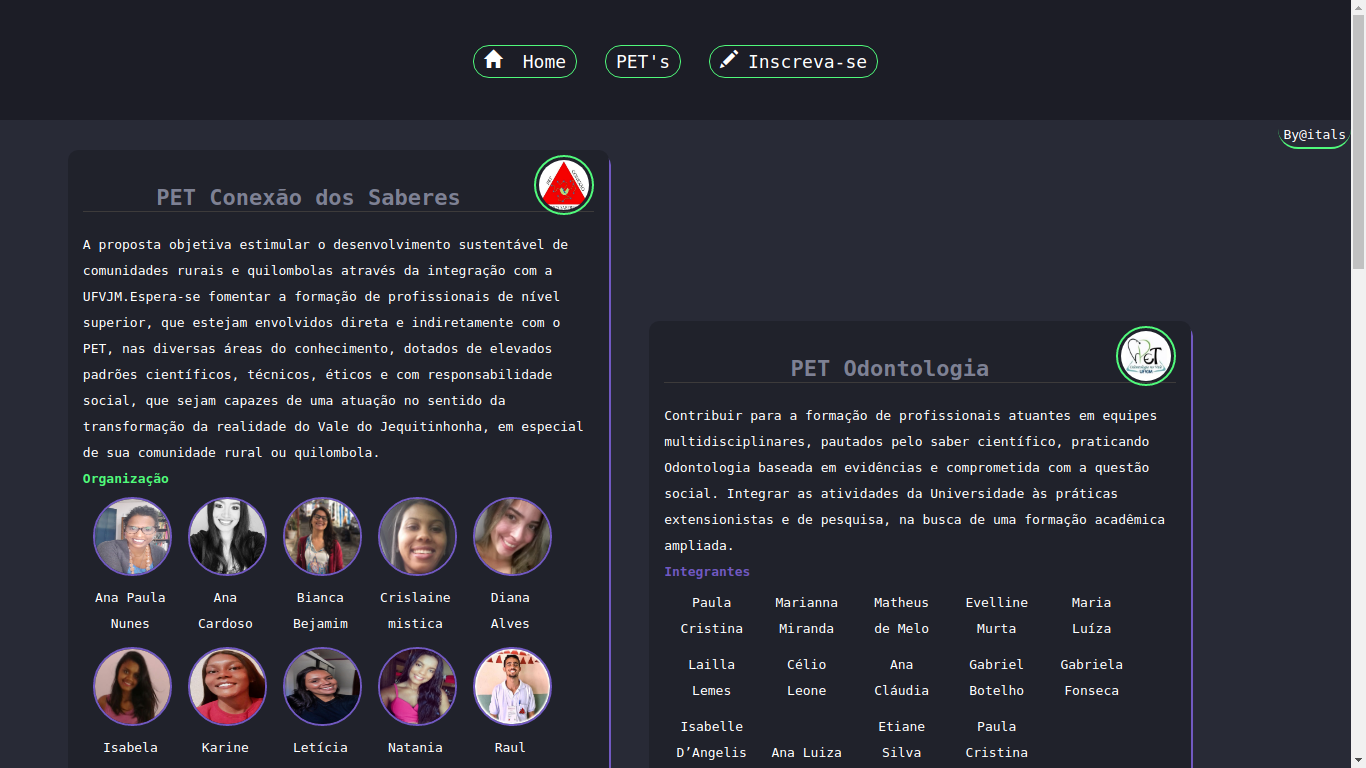 Home
PET's
Inscreva-se
By@itals
PET Conexão dos Saberes
A proposta objetiva estimular o desenvolvimento sustentável de
comunidades rurais e quilombolas através da integração com a
UFVJM.Espera-se fomentar a formação de profissionais de nível
superior, que estejam envolvidos direta e indiretamente com o
PET, nas diversas áreas do conhecimento, dotados de elevados
padrões científicos, técnicos, éticos e com responsabilidade
social, que sejam capazes de uma atuação no sentido da
transformação da realidade do Vale do Jequitinhonha, em especial
de sua comunidade rural ou quilombola.
Organização
Ana Paula
Nunes
Ana
Cardoso
Bianca
Bejamim
Crislaine
mistica
Diana
Alves
Isabela
Karine
Letícia
Natania
Raul
PET Odontologia
Contribuir para a formação de profissionais atuantes em equipes
multidisciplinares, pautados pelo saber científico, praticando
Odontologia baseada em evidências e comprometida com a questão
social. Integrar as atividades da Universidade às práticas
extensionistas e de pesquisa, na busca de uma formação acadêmica
ampliada.
Integrantes
Paula
Cristina
Marianna
Miranda
Matheus
de Melo
Evelline
Murta
Maria
Luíza
Lailla
Lemes
Célio
Leone
Ana
Cláudia
Gabriel
Botelho
Gabriela
Fonseca
Isabelle
D’Angelis
Ana Luiza
Etiane
Silva
Paula
Cristina